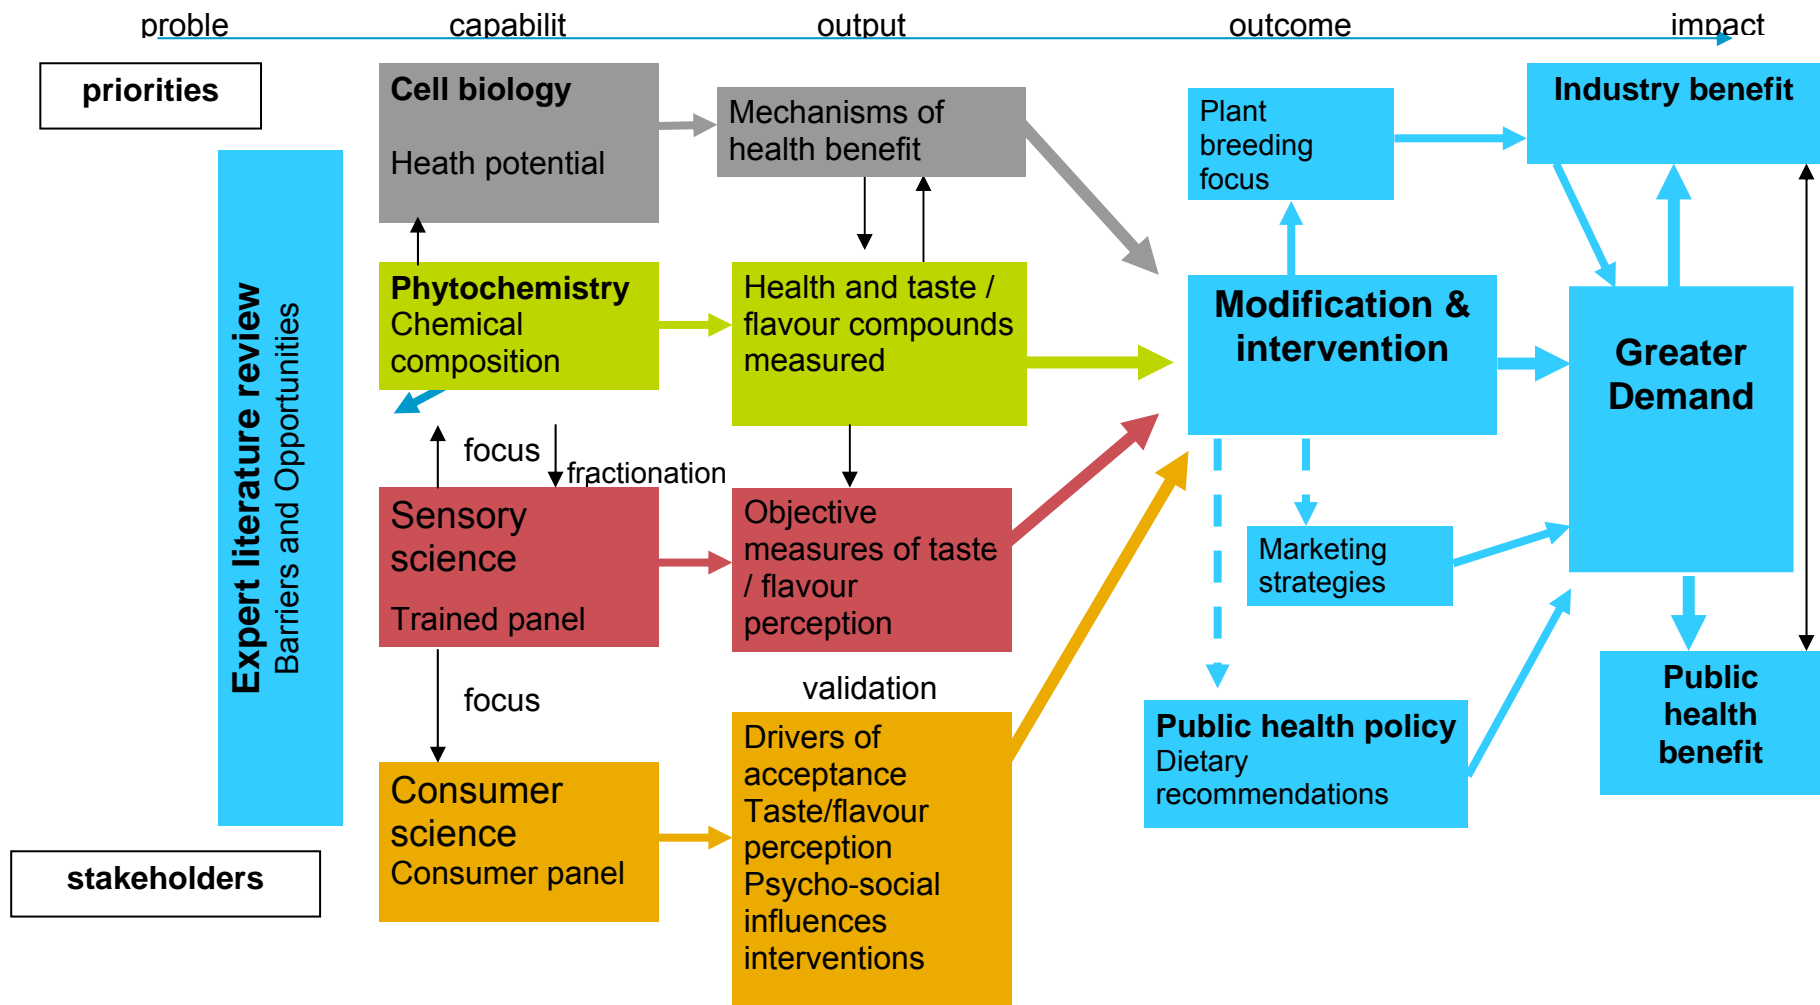 proble
capabilit
output
outcome
impact
priorities
Expert literature review
Barriers and Opportunities
stakeholders
Cell biology
Heath potential
Phytochemistry
Chemical
composition
focus
fractionation
Sensory
science
Trained panel
focus
Consumer
science
Consumer panel
Mechanisms of
health benefit
Health and taste /
flavour compounds
measured
Objective
measures of taste
/ flavour
perception
validation
Drivers of
acceptance
Taste/flavour
perception
Psycho-social
influences
interventions
Plant
breeding
focus
Modification &
intervention
Marketing
strategies
Public health policy
Dietary
recommendations
Industry benefit
Greater
Demand
Public
health
benefit